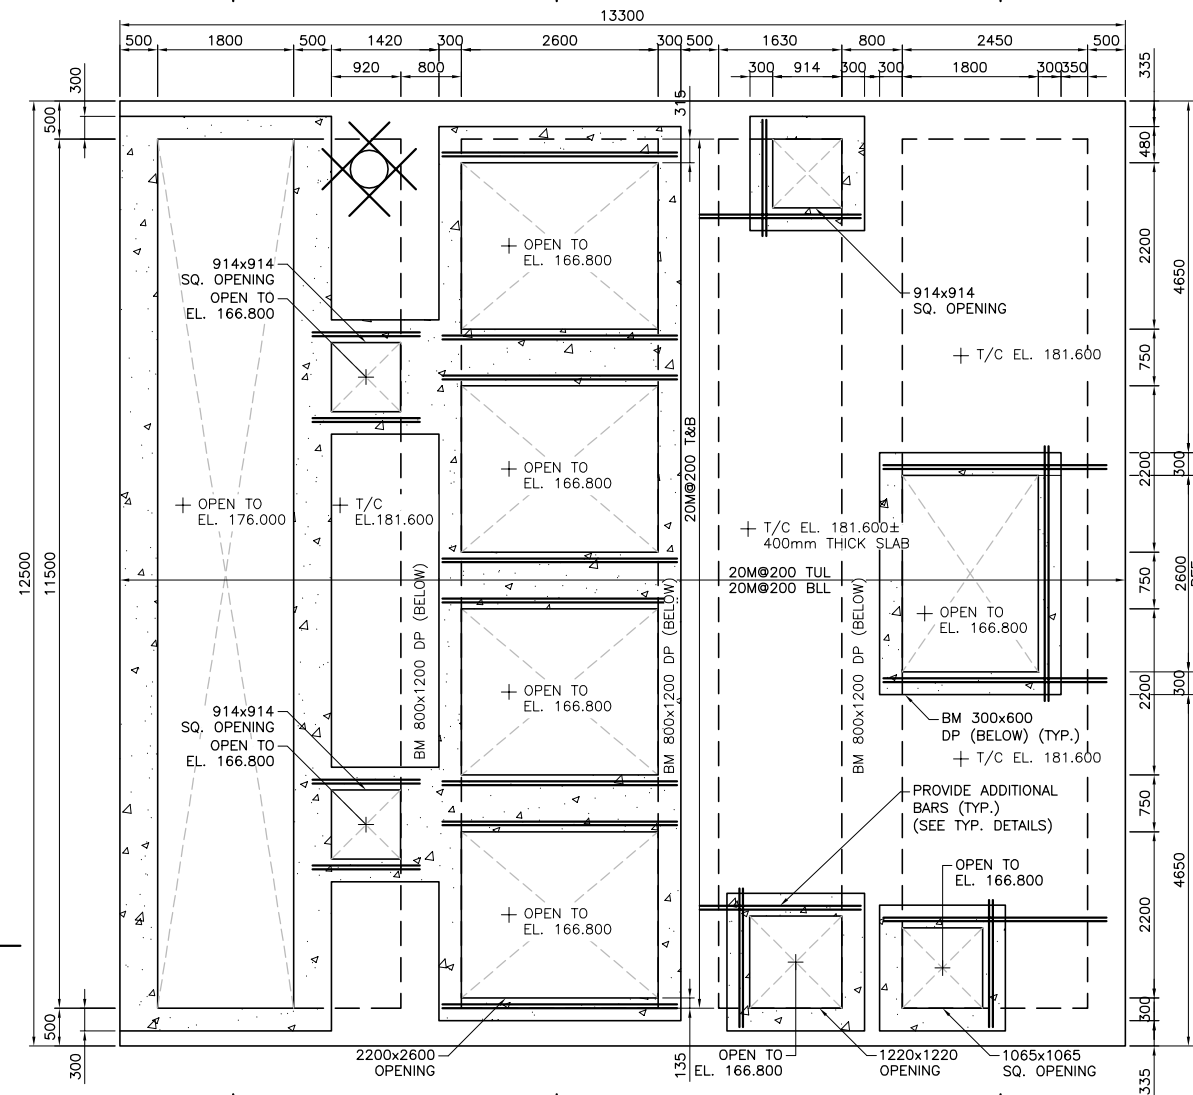 13300
500 1800 500 1420 300 2600 300 500 1630 800 2450 500
920 800 300 914 300 300 1800 300 350
300
500
315
335
480
2200
4650
750
2200
300
750
2600
2200
300
750
4650
2200
300
335
12500
11500
500
300
135
914x914
SQ. OPENING
OPEN TO
EL. 166.800
OPEN TO
EL. 166.800
914x914
SQ. OPENING
T/C EL. 181.600
20M@200 T&B
OPEN TO
EL. 166.800
OPEN TO
EL. 176.000
T/C
EL.181.600
T/C EL. 181.600±
400mm THICK SLAB
20M@200 TUL
20M@200 BLL
BM 800x1200 DP (BELOW)
BM 800x1200 DP (BELOW)
BM 800x1200 DP (BELOW)
OPEN TO
EL. 166.800
914x914
SQ. OPENING
OPEN TO
EL. 166.800
OPEN TO
EL. 166.800
BM 300x600
DP (BELOW) (TYP.)
T/C EL. 181.600
PROVIDE ADDITIONAL
BARS (TYP.)
(SEE TYP. DETAILS)
OPEN TO
EL. 166.800
OPEN TO
EL. 166.800
2200x2600
OPENING
OPEN TO
EL. 166.800
1220x1220
OPENING
1065x1065
SQ. OPENING